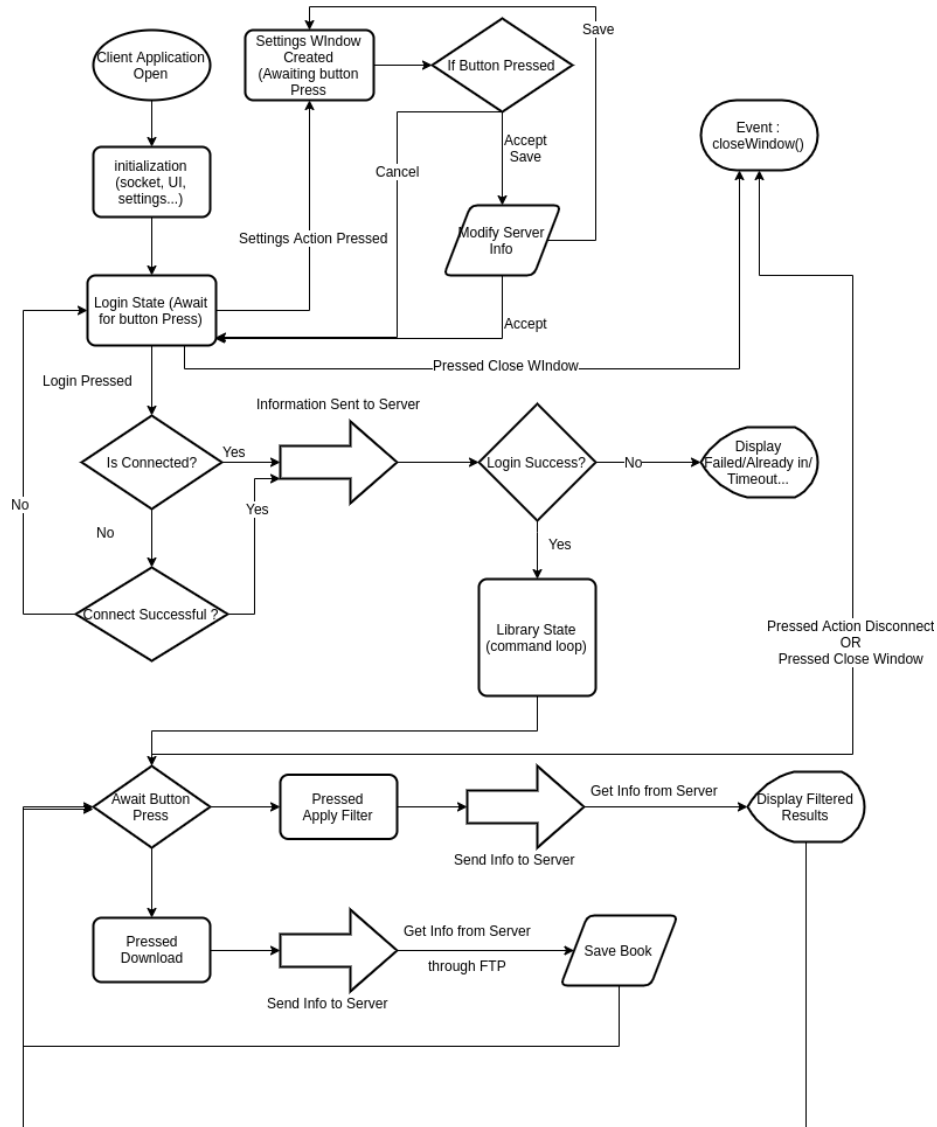 Save
Settings WIndow
Created
(Awaiting button
Press
If Button Pressed
Client Application
Open
Event :
closeWindow()
Accept
Save
Cancel
initialization
(socket, UI,
settings...)
Modify Server
Info
Settings Action Pressed
Login State (Await
for button Press)
Accept
Pressed Close WIndow
Login Pressed
Information Sent to Server
Is Connected?
Yes
Login Success?
No
Display
Failed/Already in/
Timeout...
No
Yes
No
Yes
Connect Successful ?
Library State
(command loop)
Pressed Action Disconnect
OR
Pressed Close Window
Await Button
Press
Pressed
Apply Filter
Get Info from Server
Display Filtered
Results
Send Info to Server
Pressed
Download
Get Info from Server
through FTP
Save Book
Send Info to Server